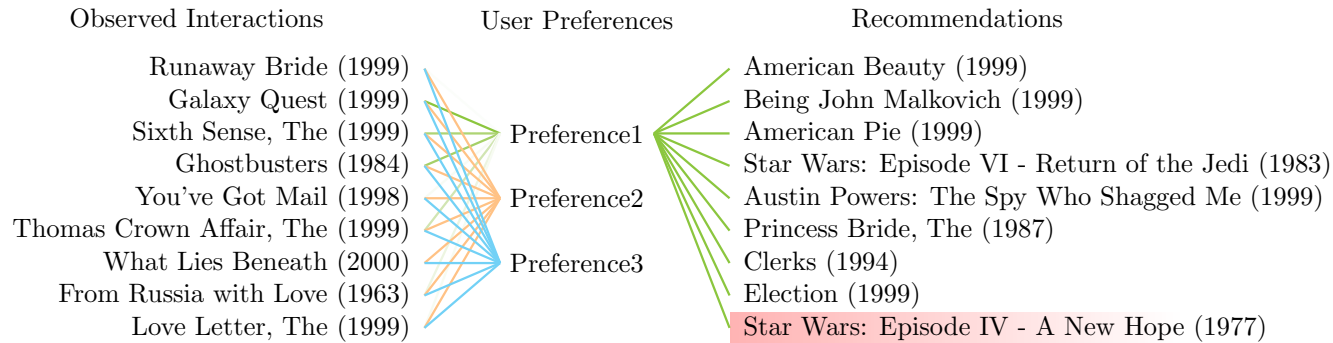 Observed Interactions
User Preferences
Recommendations
Runaway Bride (1999)
Galaxy Quest (1999)
Sixth Sense, The (1999)
Ghostbusters (1984)
You've Got Mail (1998)
Thomas Crown Affair, The (1999)
What Lies Beneath (2000)
From Russia with Love (1963)
Love Letter, The (1999)
Preference1
Preference2
Preference3
American Beauty (1999)
Being John Malkovich (1999)
American Pie (1999)
Star Wars: Episode VI - Return of the Jedi (1983)
Austin Powers: The Spy Who Shagged Me (1999)
Princess Bride, The (1987)
Clerks (1994)
Election (1999)
Star Wars: Episode IV - A New Hope (1977)